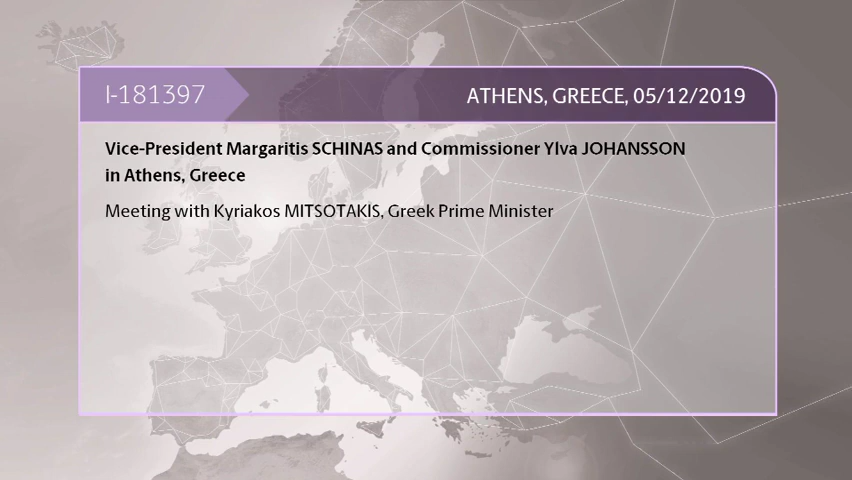 I-181397
ATHENS, GREECE, 05/12/2019
Vice-President Margaritis SCHINAS and Commissioner Ylva JOHANSSON
in Athens, Greece
Meeting with Kyriakos MITSOTAKIS, Greek Prime Minister